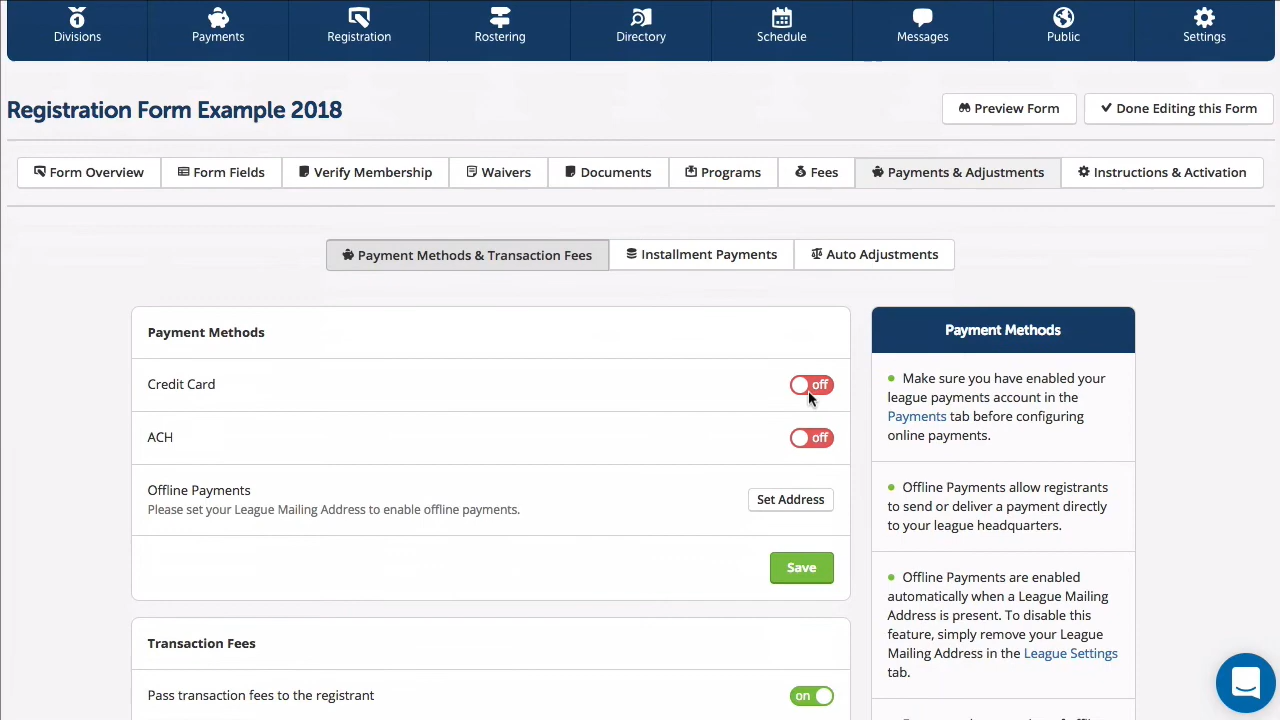 Divisions
Payments
Registration
Rostering
Directory
Schedule
Messages
Public
Settings
Registration Form Example 2018
Preview Form
Done Editing this Form
Form Overview
Form Fields
Verify Membership
Waivers
Documents
Programs
Fees
Payments & Adjustments
Instructions & Activation
Payment Methods & Transaction Fees
Installment Payments
Auto Adjustments
Payment Methods
Credit Card
off
ACH
off
Offline Payments
Please set your League Mailing Address to enable offline payments.
Set Address
Save
Transaction Fees
Pass transaction fees to the registrant
on
Payment Methods
Make sure you have enabled your
league payments account in the
Payments tab before configuring
online payments.
Offline Payments allow registrants
to send or deliver a payment directly
to your league headquarters.
Offline Payments are enabled
automatically when a League Mailing
Address is present. To disable this
feature, simply remove your League
Mailing Address in the League Settings
tab.